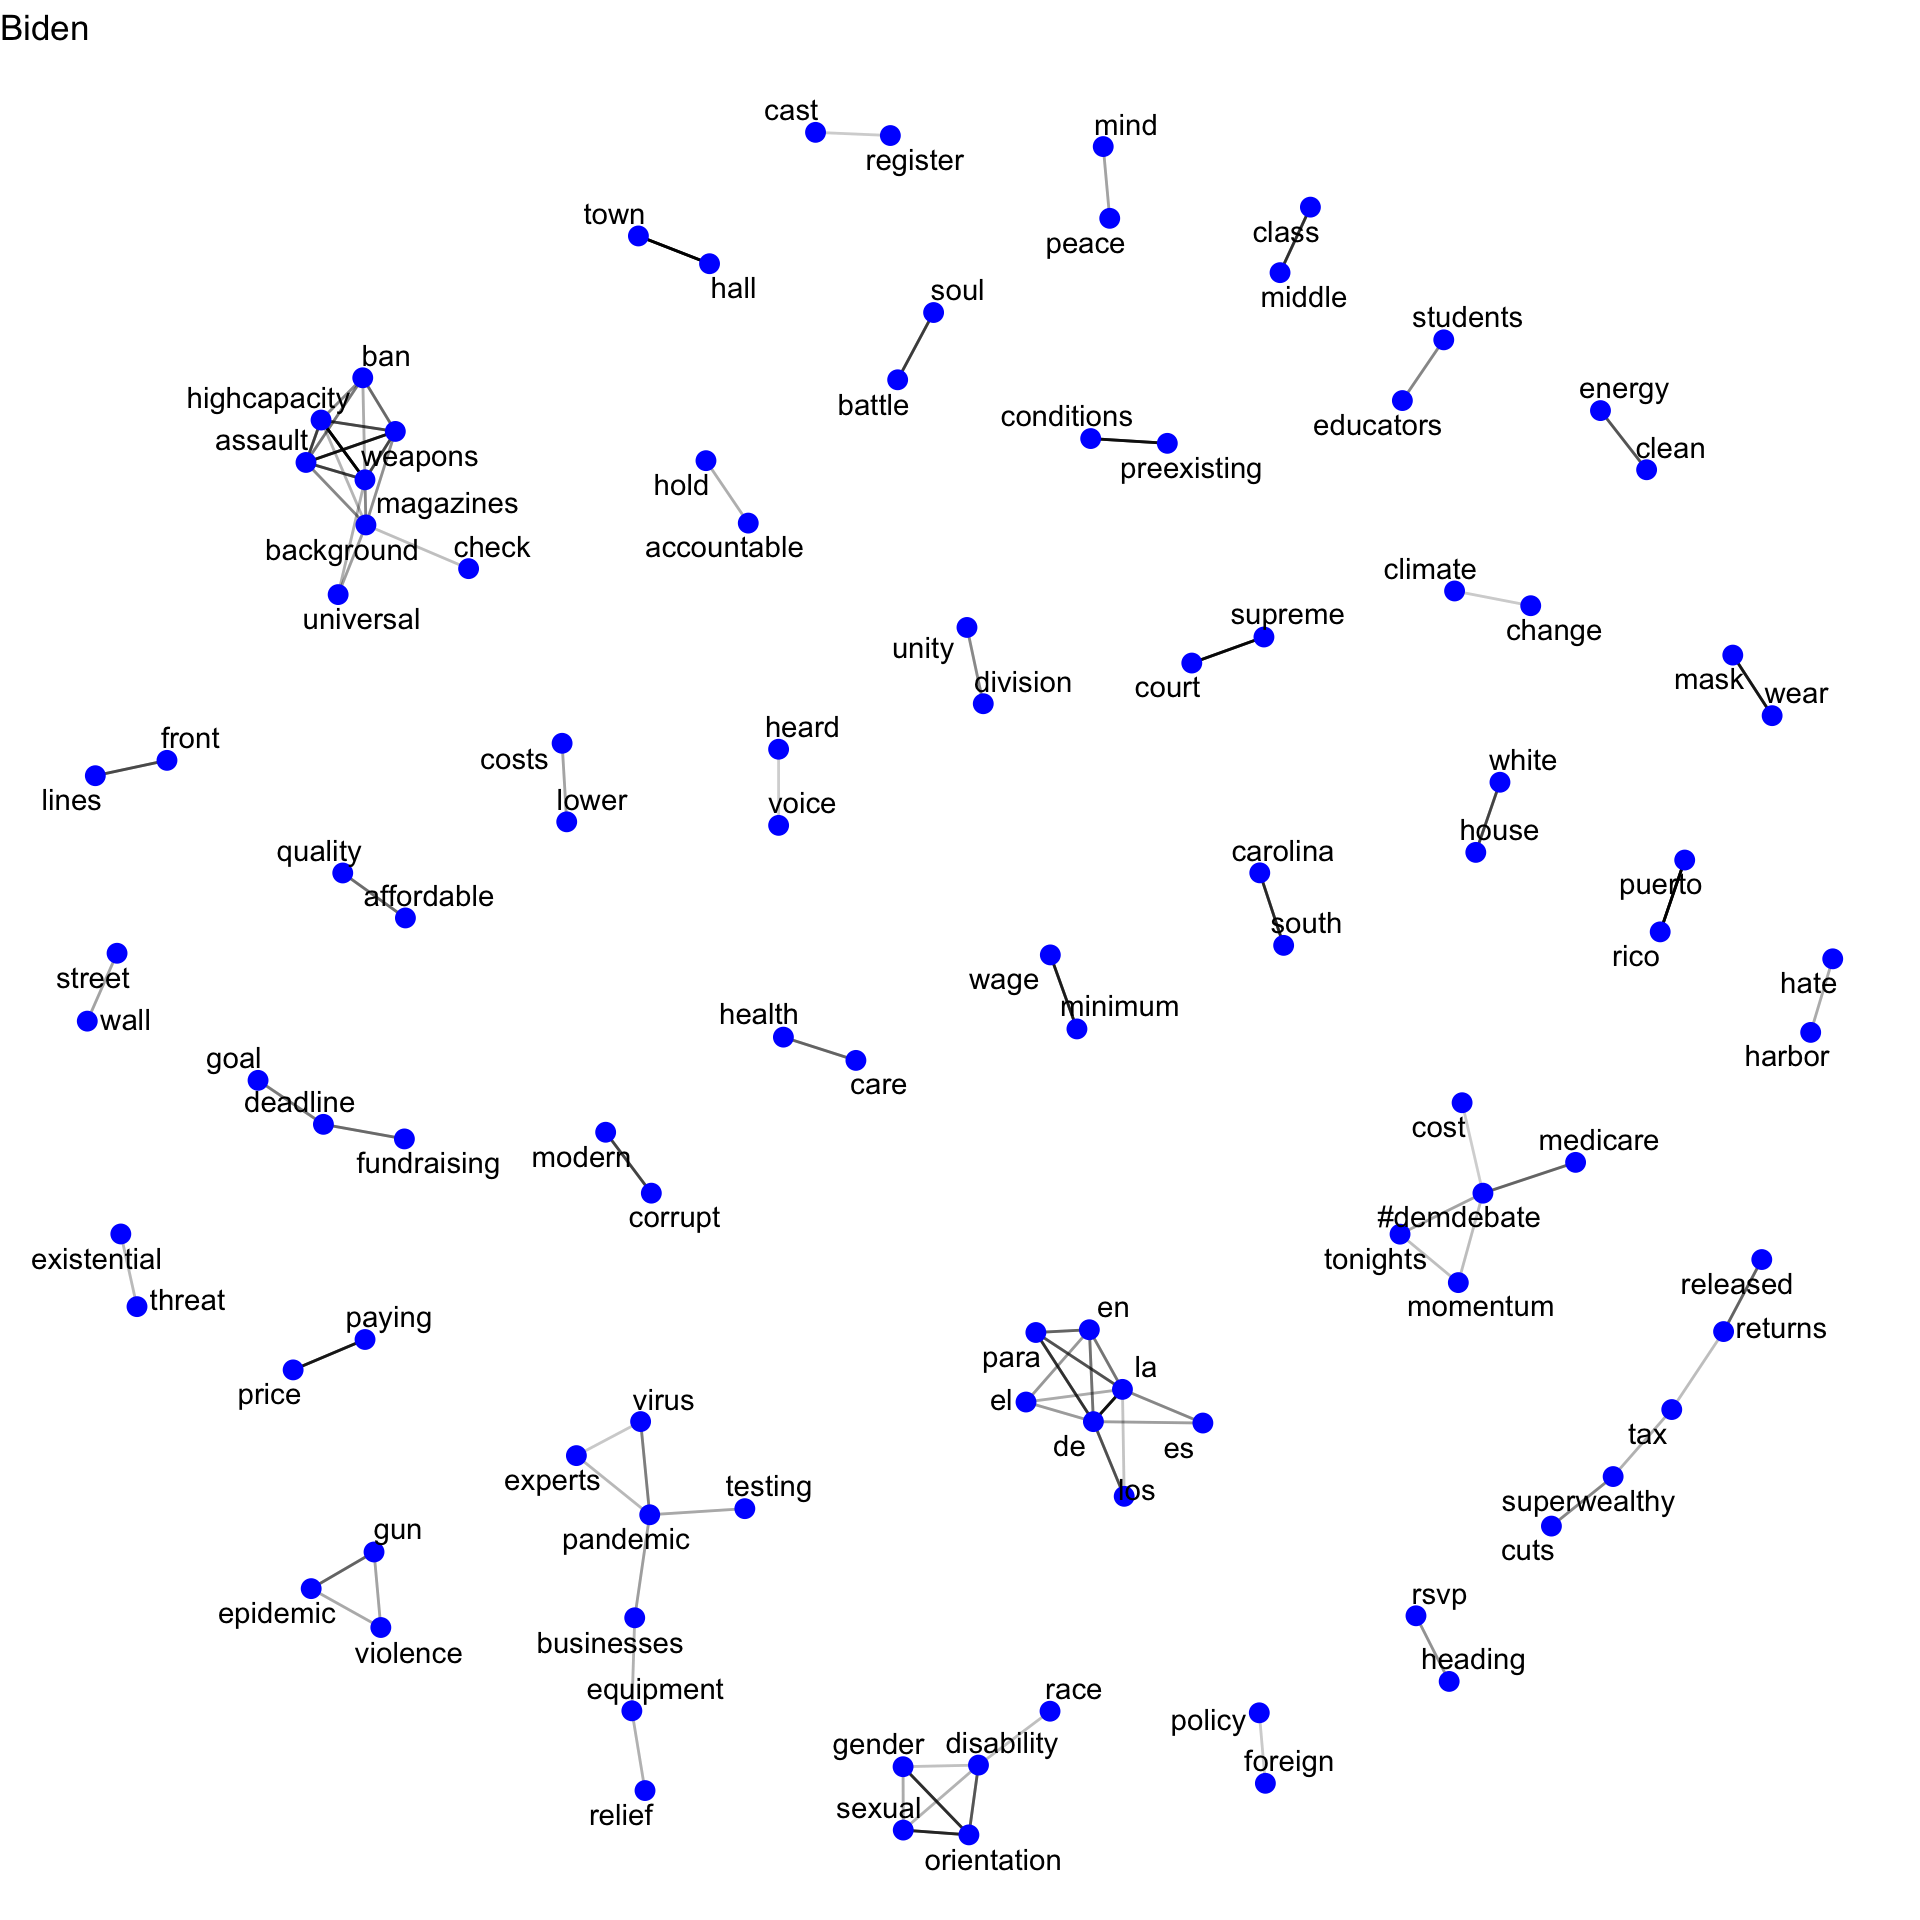 Biden
cast
register
mind
peace
town
hall
class
middle
soul
battle
students
educators
ban
highcapacity
assault
weapons
magazines
background
check
universal
conditions
preexisting
energy
clean
hold
accountable
climate
change
supreme
court
unity
division
mask
wear
front
lines
costs
lower
heard
voice
white
house
quality
affordable
carolina
south
puerto
rico
street
wall
wage
minimum
hate
harbor
health
care
goal
deadline
fundraising
modern
corrupt
cost
medicare
#demdebate
tonights
momentum
existential
threat
released
returns
tax
superwealthy
cuts
paying
price
en
para
la
el
de
es
los
virus
experts
testing
pandemic
businesses
equipment
relief
gun
epidemic
violence
rsvp
heading
race
gender
disability
sexual
orientation
policy
foreign